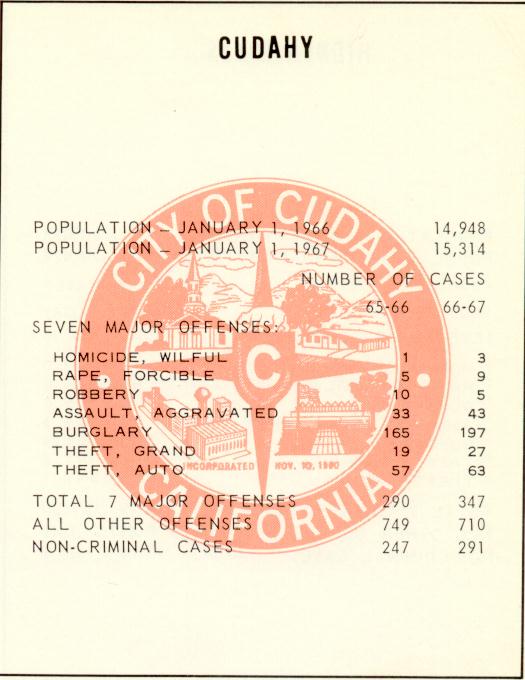 CUDAHY
CITY OF CUDAHY
POPULATION – JANUARY 1, 1966 14,948
POPULATION – JANUARY 1, 1967 15,314
NUMBER OF CASES
65-66 66-67
SEVEN MAJOR OFFENSES:
HOMICIDE, WILFUL 1 3
RAPE, FORCIBLE 5 9
C
ROBBERY 10 5
ASSAULT, AGGRAVATED 33 43
BURGLARY 165 197
THEFT, GRAND 19 27
INCORPORATED NOV. 10, 1960
THEFT, AUTO 57 63
TOTAL 7 MAJOR OFFENSES 290 347
ALL OTHER OFFENSES 749 710
NON-CRIMINAL CASES 247 291
CALIFORNIA